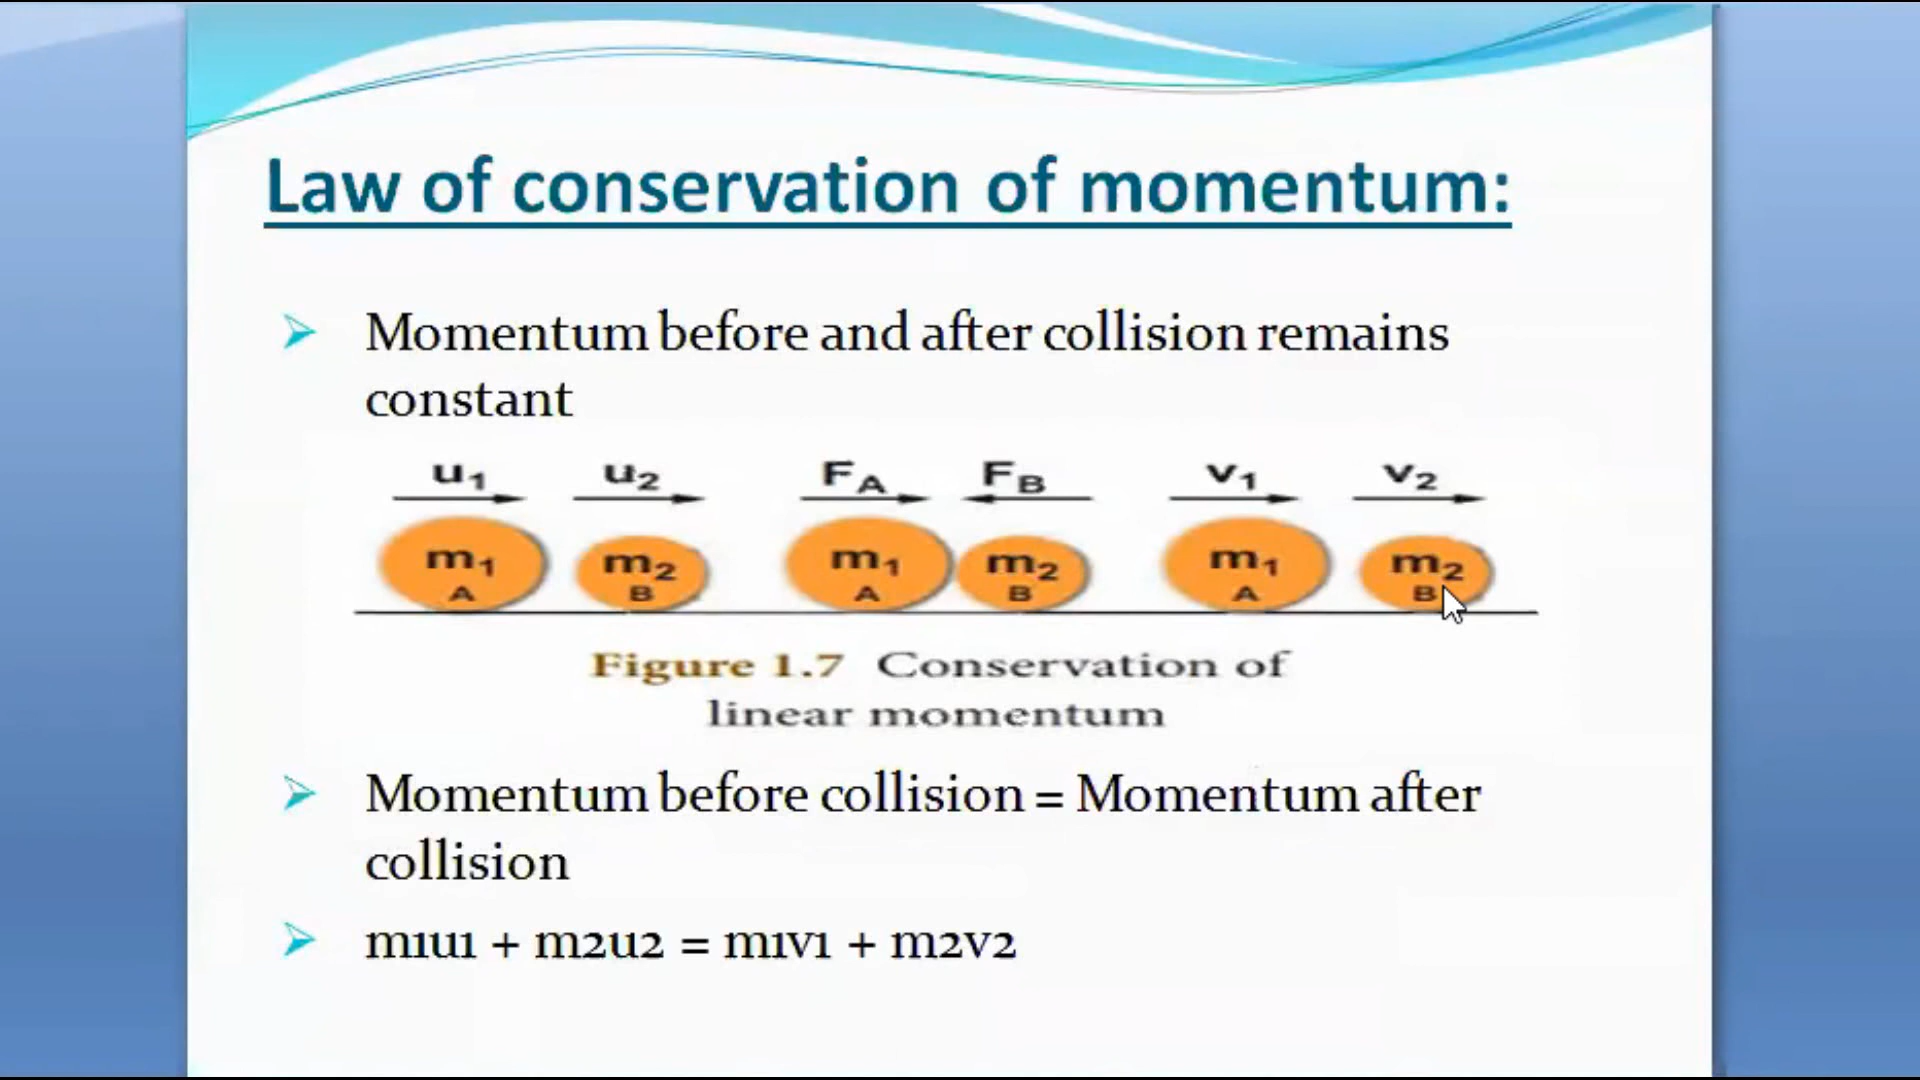 Law of conservation of momentum:
Momentum before and after collision remains
constant
u1 u2 FA FB v1 v2
m1 m2 m1 m2 m1 m2
A B A B A B
Figure 1.7 Conservation of
linear momentum
Momentum before collision = Momentum after
collision
m1u1 + m2u2 = m1v1 + m2v2